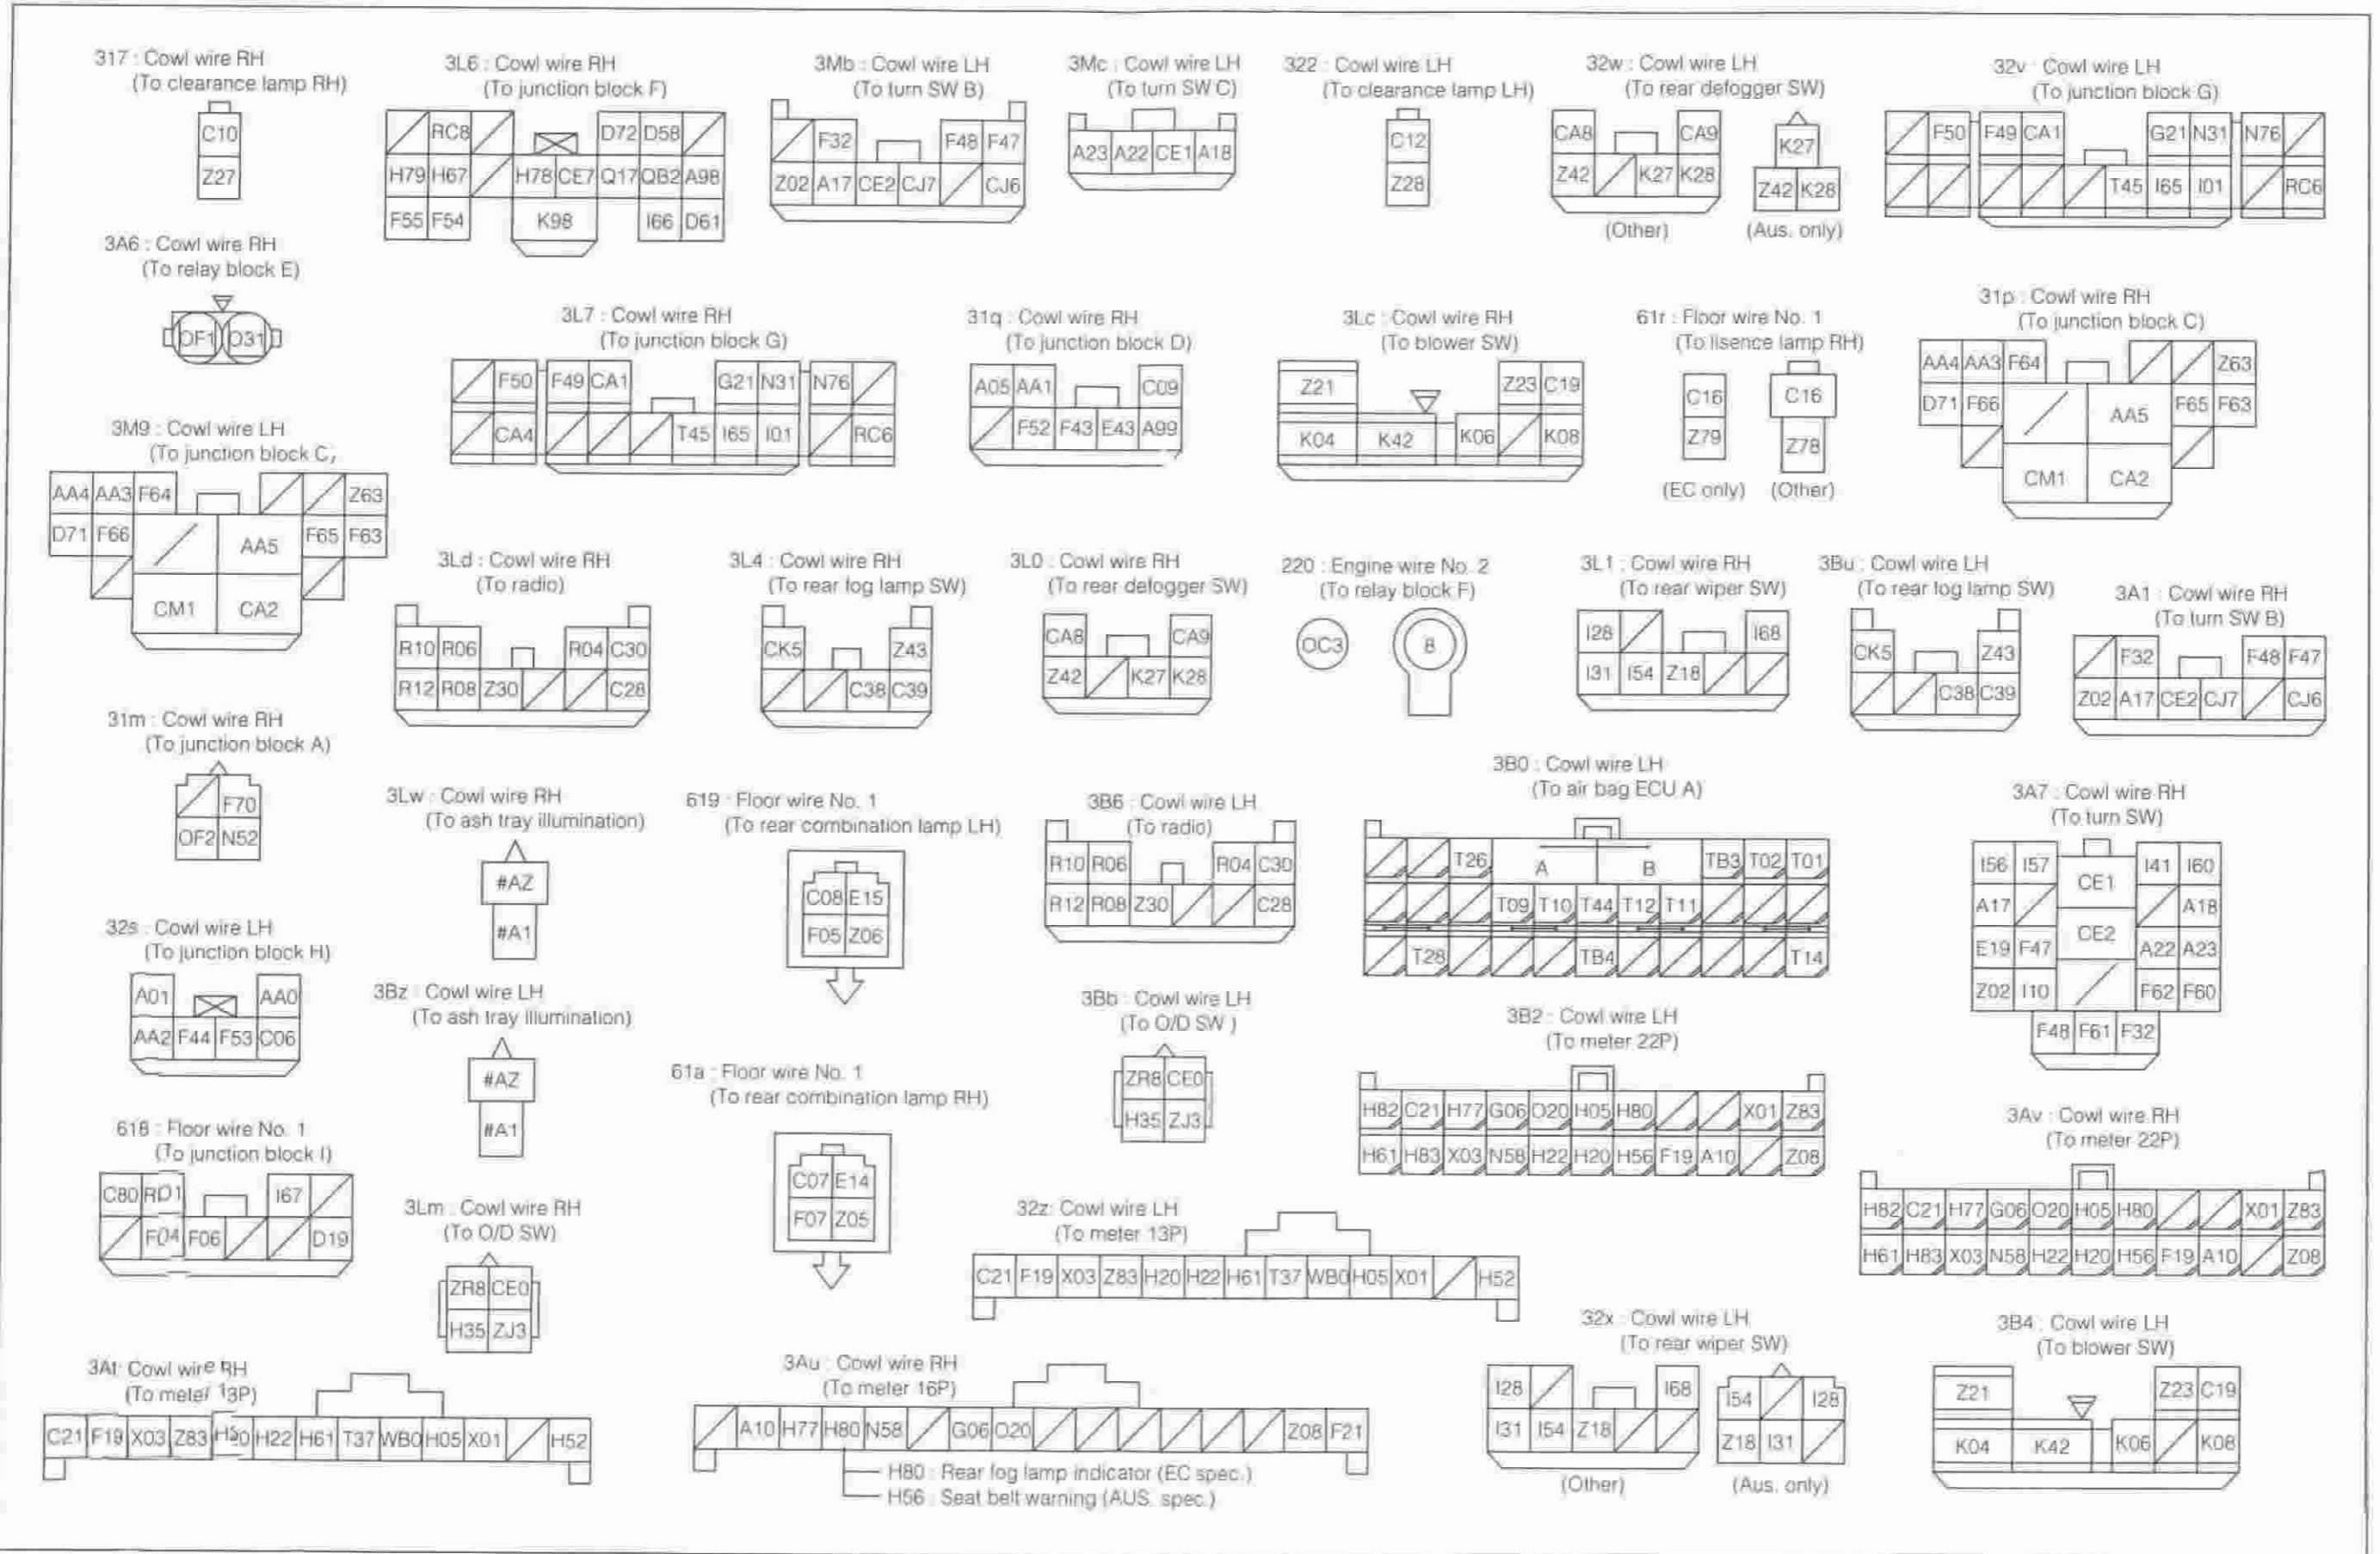 317 : Cowl wire RH
(To clearance lamp RH)
C10
Z27
3L6 : Cowl wire RH
(To junction block F)
RC8 D72 D58
H79 H67 H78 CE7 Q17 QB2 A98
F55 F54 K98 I66 D61
3Mb : Cowl wire LH
(To turn SW B)
F32 F48 F47
Z02 A17 CE2 CJ7 CJ6
3Mc : Cowl wire LH
(To turn SW C)
A23 A22 CE1 A18
322 : Cowl wire LH
(To clearance lamp LH)
C12
Z28
32w : Cowl wire LH
(To rear defogger SW)
CA8 CA9
Z42 K27 K28
(Other)
K27
Z42 K28
(Aus. only)
32v : Cowl wire LH
(To junction block G)
F50 F49 CA1 G21 N31 N76
T45 I65 I01 RC6
3A6 : Cowl wire RH
(To relay block E)
OF1 O31
3L7 : Cowl wire RH
(To junction block G)
F50 F49 CA1 G21 N31 N76
CA4 T45 I65 I01 RC6
31q : Cowl wire RH
(To junction block D)
A05 AA1 C09
F52 F43 E43 A99
3Lc : Cowl wire RH
(To blower SW)
Z21 Z23 C19
K04 K42 K06 K08
61r : Floor wire No. 1
(To lisence lamp RH)
C16
Z79
(EC only)
C16
Z78
(Other)
31p : Cowl wire RH
(To junction block C)
AA4 AA3 F64 Z63
D71 F66 AA5 F65 F63
CM1 CA2
3M9 : Cowl wire LH
(To junction block C,
AA4 AA3 F64 Z63
D71 F66 AA5 F65 F63
CM1 CA2
3Ld : Cowl wire RH
(To radio)
R10 R06 R04 C30
R12 R08 Z30 C28
3L4 : Cowl wire RH
(To rear fog lamp SW)
CK5 Z43
C38 C39
3L0 : Cowl wire RH
(To rear defogger SW)
CA8 CA9
Z42 K27 K28
220 : Engine wire No. 2
(To relay block F)
OC3 8
3L1 : Cowl wire RH
(To rear wiper SW)
I28 I68
I31 I54 Z18
3Bu : Cowl wire LH
(To rear fog lamp SW)
CK5 Z43
C38 C39
3A1 : Cowl wire RH
(To turn SW B)
F32 F48 F47
Z02 A17 CE2 CJ7 CJ6
31m : Cowl wire RH
(To junction block A)
F70
OF2 N52
3Lw : Cowl wire RH
(To ash tray illumination)
#AZ
#A1
619 : Floor wire No. 1
(To rear combination lamp LH)
C08 E15
F05 Z06
3B6 : Cowl wire LH
(To radio)
R10 R06 R04 C30
R12 R08 Z30 C28
3B0 : Cowl wire LH
(To air bag ECU A)
T26 A B TB3 T02 T01
T09 T10 T44 T12 T11
T28 TB4 T14
3A7 : Cowl wire RH
(To turn SW)
I56 I57 CE1 I41 I60
A17 A18
E19 F47 CE2 A22 A23
Z02 I10 F62 F60
F48 F61 F32
32s : Cowl wire LH
(To junction block H)
A01 AA0
AA2 F44 F53 C06
3Bz : Cowl wire LH
(To ash tray illumination)
#AZ
#A1
61a : Floor wire No. 1
(To rear combination lamp RH)
C07 E14
F07 Z05
3Bb : Cowl wire LH
(To O/D SW )
ZR8 CE0
H35 ZJ3
3B2 : Cowl wire LH
(To meter 22P)
H82 C21 H77 G06 O20 H05 H80 X01 Z83
H61 H83 X03 N58 H22 H20 H56 F19 A10 Z08
618 : Floor wire No. 1
(To junction block I)
C80 RD1 I67
F04 F06 D19
3Lm : Cowl wire RH
(To O/D SW)
ZR8 CE0
H35 ZJ3
32z : Cowl wire LH
(To meter 13P)
C21 F19 X03 Z83 H20 H22 H61 T37 WB0 H05 X01 H52
3Av : Cowl wire RH
(To meter 22P)
H82 C21 H77 G06 O20 H05 H80 X01 Z83
H61 H83 X03 N58 H22 H20 H56 F19 A10 Z08
3At : Cowl wire RH
(To meter 13P)
C21 F19 X03 Z83 H22 H61 T37 WB0 H05 X01 H52
3Au : Cowl wire RH
(To meter 16P)
A10 H77 H80 N58 G06 O20 Z08 F21
H80 : Rear fog lamp indicator (EC spec.)
H56 : Seat belt warning (AUS. spec.)
32x : Cowl wire LH
(To rear wiper SW)
I28 I68
I31 I54 Z18
(Other)
I54 I28
Z18 I31
(Aus. only)
3B4 : Cowl wire LH
(To blower SW)
Z21 Z23 C19
K04 K42 K06 K08